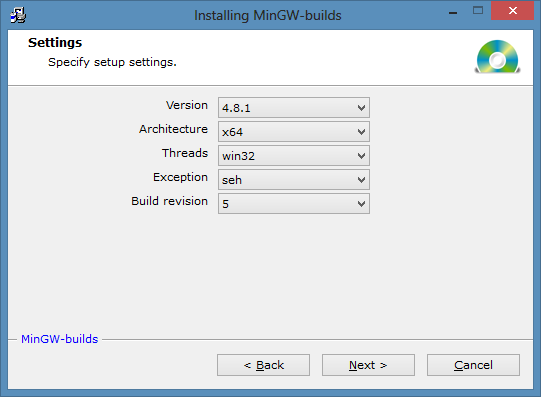 Installing MinGW-builds
Settings
Specify setup settings.
Version 4.8.1
Architecture x64
Threads win32
Exception seh
Build revision 5
MinGW-builds
< Back Next > Cancel